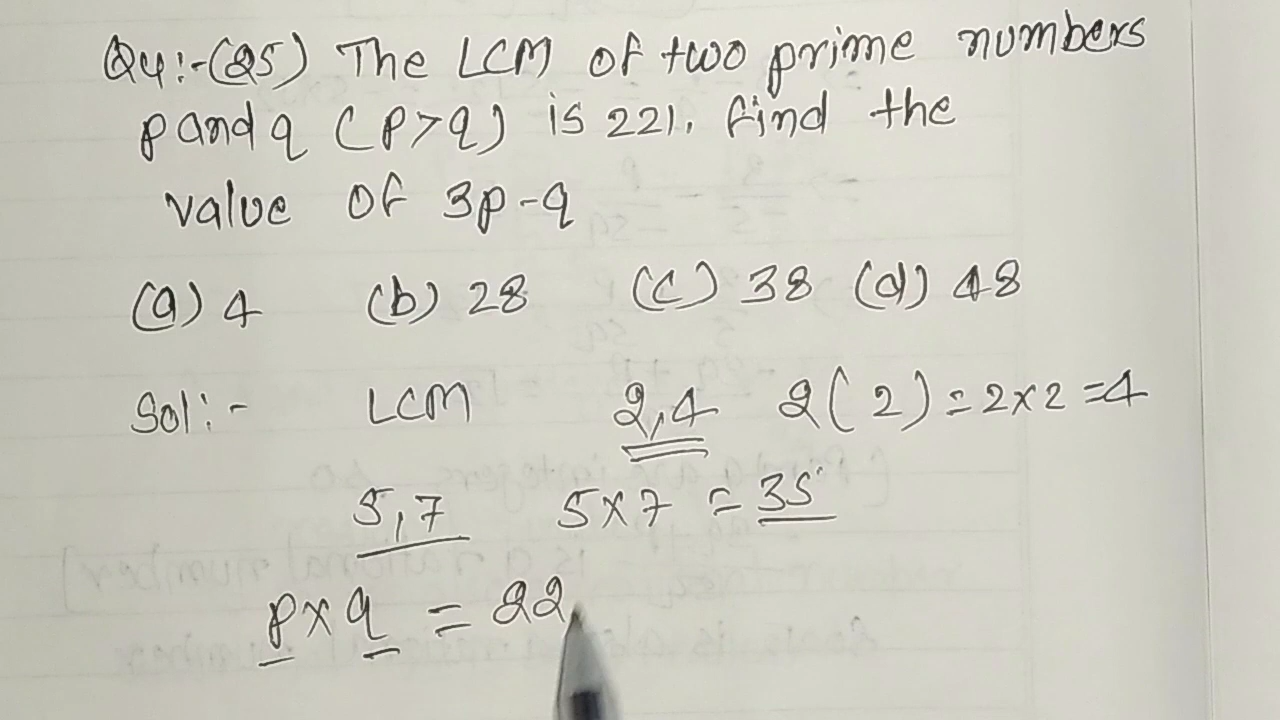 Q4:-(25) The LCM of two prime numbers
p and q (p>q) is 221. find the
value of 3p-q
(a) 4 (b) 28 (c) 38 (d) 48
Sol:- LCM 2,4 2(2)=2×2=4
5,7 5×7 = 35
p×q = 22